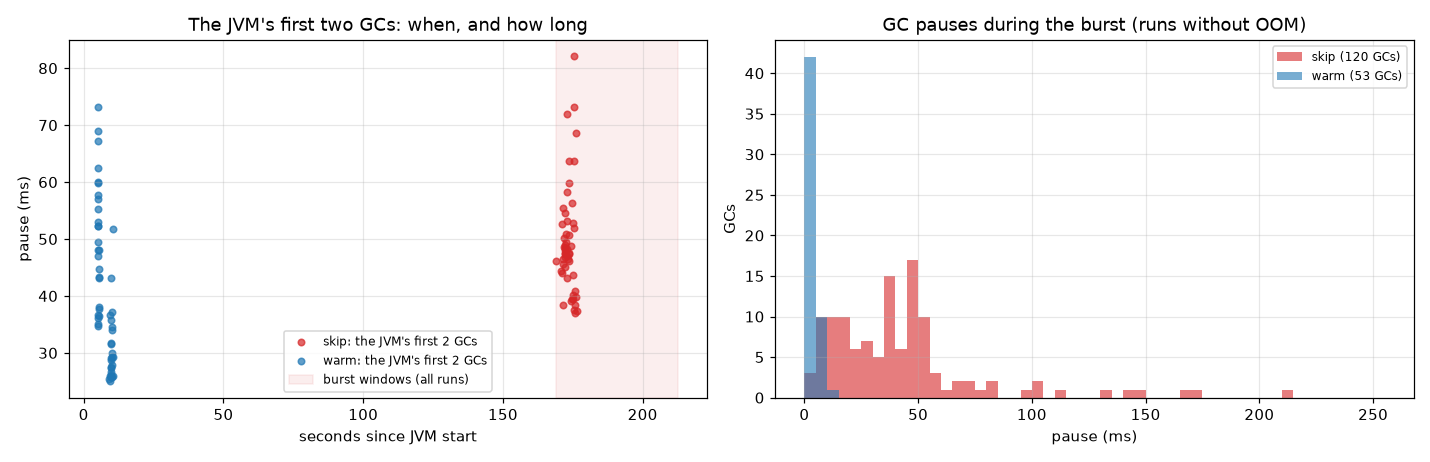 The JVM's first two GCs: when, and how long
pause (ms)
80
70
60
50
40
30
skip: the JVM's first 2 GCs
warm: the JVM's first 2 GCs
burst windows (all runs)
0 50 100 150 200
seconds since JVM start
GC pauses during the burst (runs without OOM)
GCs
40
35
30
25
20
15
10
5
0
skip (120 GCs)
warm (53 GCs)
0 50 100 150 200 250
pause (ms)